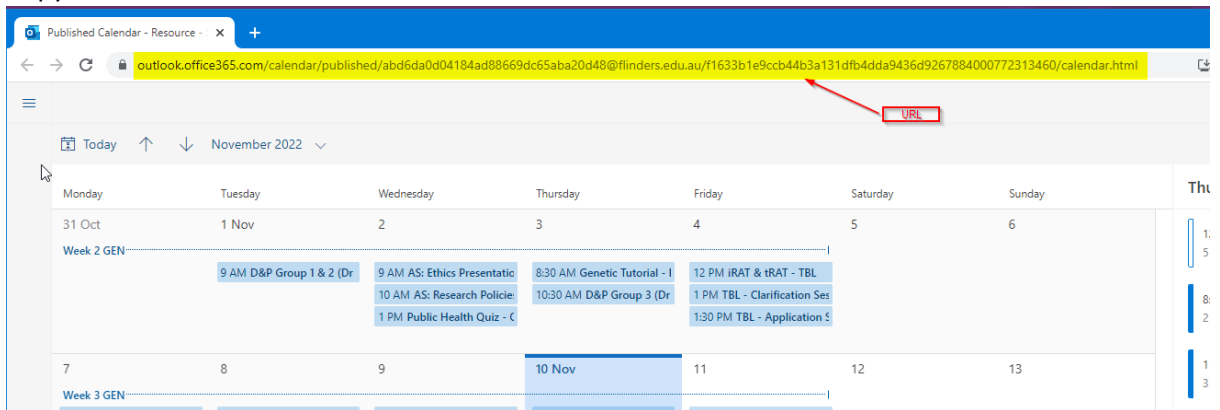 Published Calendar - Resource -
outlook.office365.com/calendar/published/abd6da0d04184ad88669dc65aba20d48@flinders.edu.au/f1633b1e9ccb44b3a131dfb4dda9436d9267884000772313460/calendar.html
URL
Today November 2022
Monday Tuesday Wednesday Thursday Friday Saturday Sunday
31 Oct 1 Nov 2 3 4 5 6
Week 2 GEN
9 AM D&P Group 1 & 2 (Dr 9 AM AS: Ethics Presentatio 8:30 AM Genetic Tutorial - 12 PM iRAT & tRAT - TBL
10 AM AS: Research Policie 10:30 AM D&P Group 3 (Dr 1 PM TBL - Clarification Ses
1 PM Public Health Quiz - 1:30 PM TBL - Application
7 8 9 10 Nov 11 12 13
Week 3 GEN